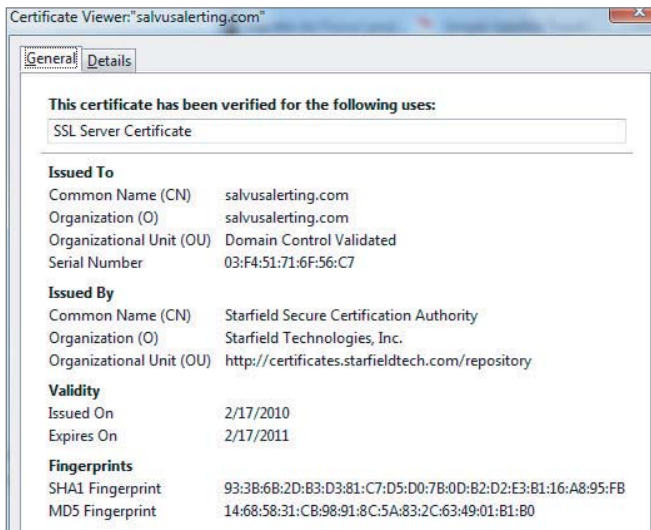 Certificate Viewer:"salvusalerting.com"
General Details
This certificate has been verified for the following uses:
SSL Server Certificate
Issued To
Common Name (CN) salvusalerting.com
Organization (O) salvusalerting.com
Organizational Unit (OU) Domain Control Validated
Serial Number 03:F4:51:71:6F:56:C7
Issued By
Common Name (CN) Starfield Secure Certification Authority
Organization (O) Starfield Technologies, Inc.
Organizational Unit (OU) http://certificates.starfieldtech.com/repository
Validity
Issued On 2/17/2010
Expires On 2/17/2011
Fingerprints
SHA1 Fingerprint 93:3B:6B:2D:B3:D3:81:C7:D5:D0:7B:0D:B2:D2:E3:B1:16:A8:95:FB
MD5 Fingerprint 14:68:58:31:CB:98:91:8C:5A:83:2C:63:49:01:B1:B0